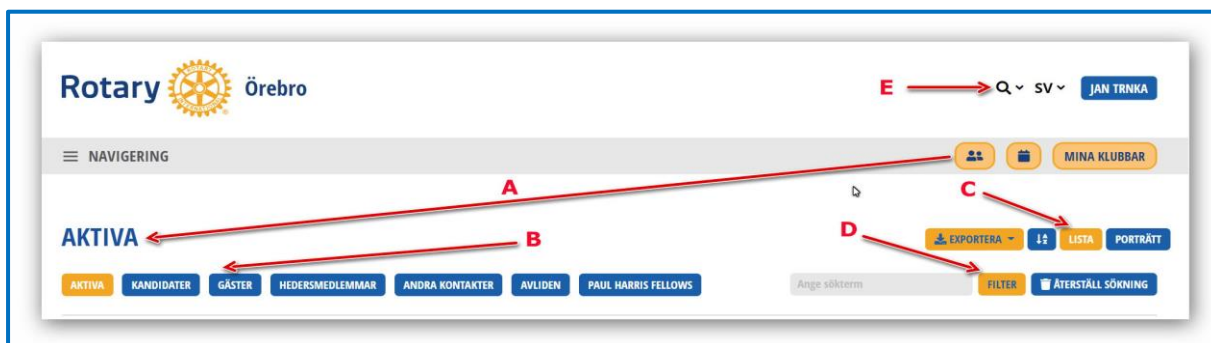 Rotary Örebro E SV JAN TRNKA
NAVIGERING MINA KLUBBAR
A C
AKTIVA B D EXPORTERA LISTA PORTRÄTT
AKTIVA KANDIDATER GÄSTER HEDERSMEDLEMMAR ANDRA KONTAKTER AVLIDEN PAUL HARRIS FELLOWS Ange sökterm FILTER ÅTERSTÄLL SÖKNING